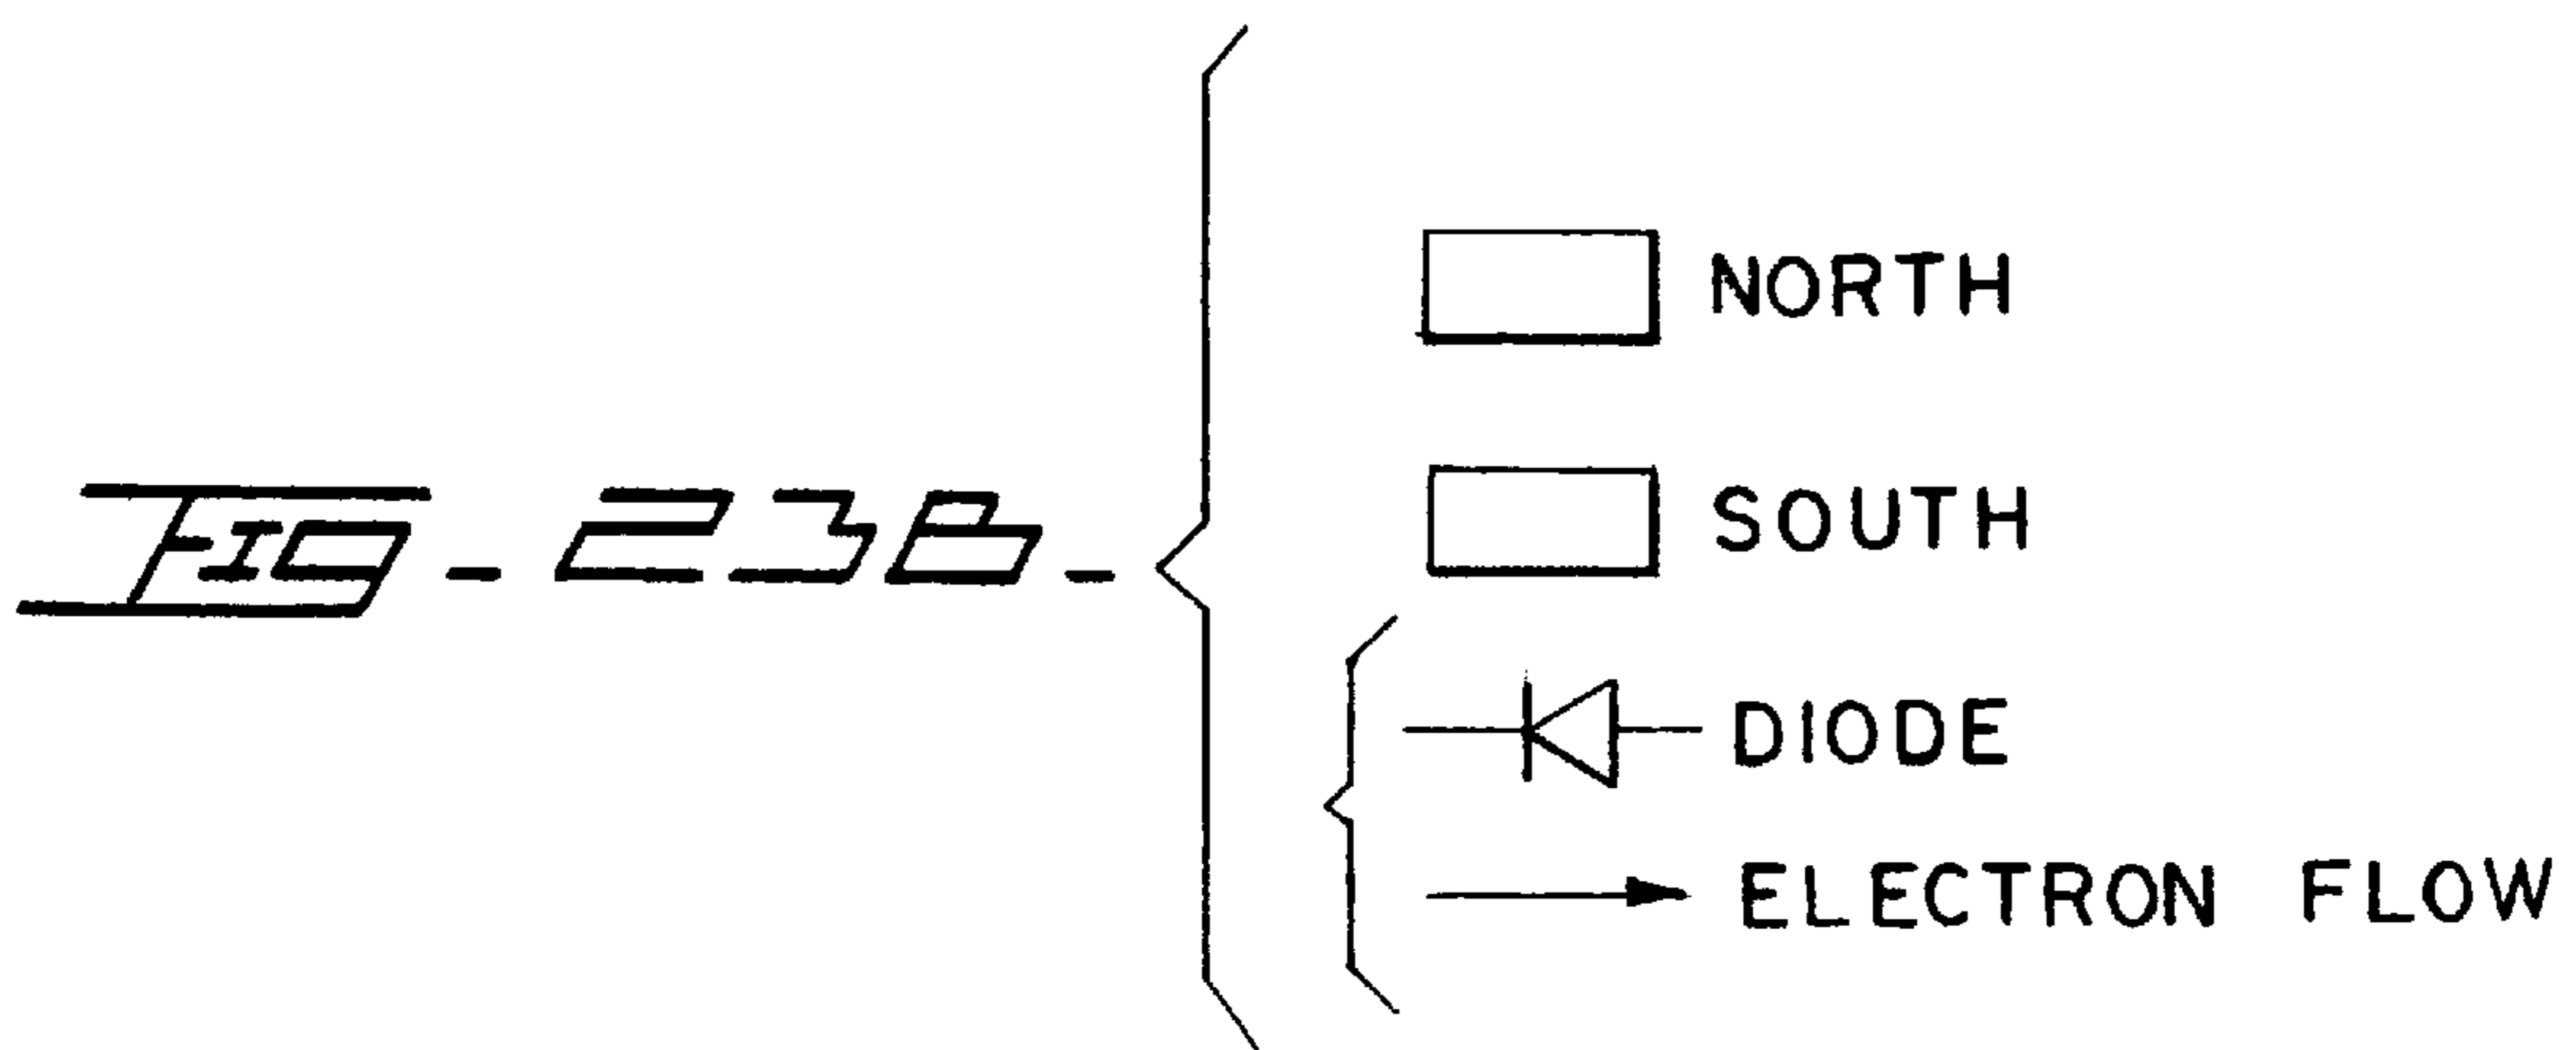 NORTH
SOUTH
FIG - 23B -
DIODE
ELECTRON FLOW